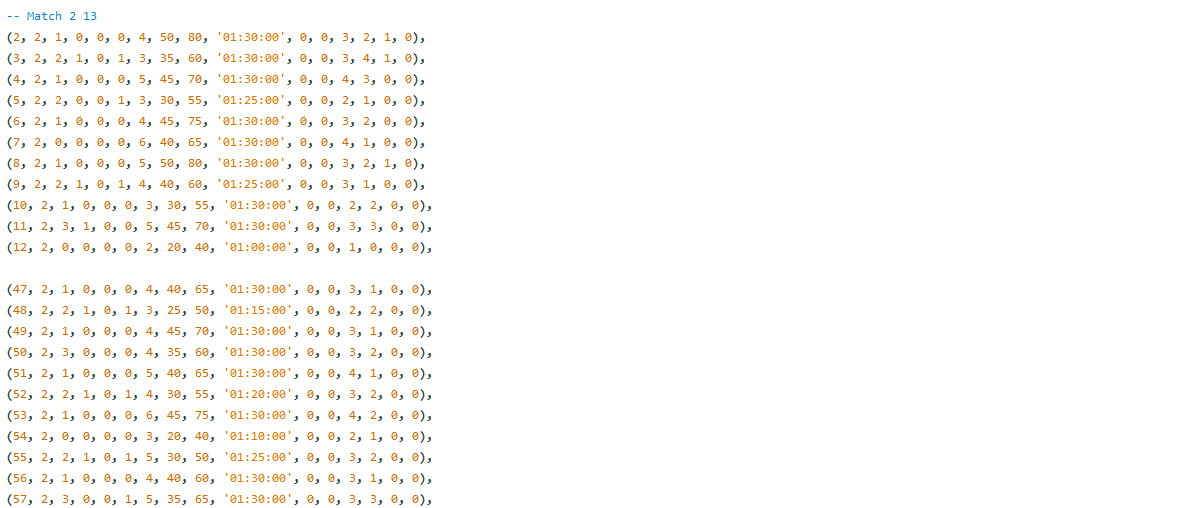 -- Match 2 13
(2, 2, 1, 0, 0, 0, 4, 50, 80, '01:30:00', 0, 0, 3, 2, 1, 0),
(3, 2, 2, 1, 0, 1, 3, 35, 60, '01:30:00', 0, 0, 3, 4, 1, 0),
(4, 2, 1, 0, 0, 0, 5, 45, 70, '01:30:00', 0, 0, 4, 3, 0, 0),
(5, 2, 2, 0, 0, 1, 3, 30, 55, '01:25:00', 0, 0, 2, 1, 0, 0),
(6, 2, 1, 0, 0, 0, 4, 45, 75, '01:30:00', 0, 0, 3, 2, 0, 0),
(7, 2, 0, 0, 0, 0, 6, 40, 65, '01:30:00', 0, 0, 4, 1, 0, 0),
(8, 2, 1, 0, 0, 0, 5, 50, 80, '01:30:00', 0, 0, 3, 2, 1, 0),
(9, 2, 2, 1, 0, 1, 4, 40, 60, '01:25:00', 0, 0, 3, 1, 0, 0),
(10, 2, 1, 0, 0, 0, 3, 30, 55, '01:30:00', 0, 0, 2, 2, 0, 0),
(11, 2, 3, 1, 0, 0, 5, 45, 70, '01:30:00', 0, 0, 3, 3, 0, 0),
(12, 2, 0, 0, 0, 0, 2, 20, 40, '01:00:00', 0, 0, 1, 0, 0, 0),
(47, 2, 1, 0, 0, 0, 4, 40, 65, '01:30:00', 0, 0, 3, 1, 0, 0),
(48, 2, 2, 1, 0, 1, 3, 25, 50, '01:15:00', 0, 0, 2, 2, 0, 0),
(49, 2, 1, 0, 0, 0, 4, 45, 70, '01:30:00', 0, 0, 3, 1, 0, 0),
(50, 2, 3, 0, 0, 0, 4, 35, 60, '01:30:00', 0, 0, 3, 2, 0, 0),
(51, 2, 1, 0, 0, 0, 5, 40, 65, '01:30:00', 0, 0, 4, 1, 0, 0),
(52, 2, 2, 1, 0, 1, 4, 30, 55, '01:20:00', 0, 0, 3, 2, 0, 0),
(53, 2, 1, 0, 0, 0, 6, 45, 75, '01:30:00', 0, 0, 4, 2, 0, 0),
(54, 2, 0, 0, 0, 0, 3, 20, 40, '01:10:00', 0, 0, 2, 1, 0, 0),
(55, 2, 2, 1, 0, 1, 5, 30, 50, '01:25:00', 0, 0, 3, 2, 0, 0),
(56, 2, 1, 0, 0, 0, 4, 40, 60, '01:30:00', 0, 0, 3, 1, 0, 0),
(57, 2, 3, 0, 0, 1, 5, 35, 65, '01:30:00', 0, 0, 3, 3, 0, 0),